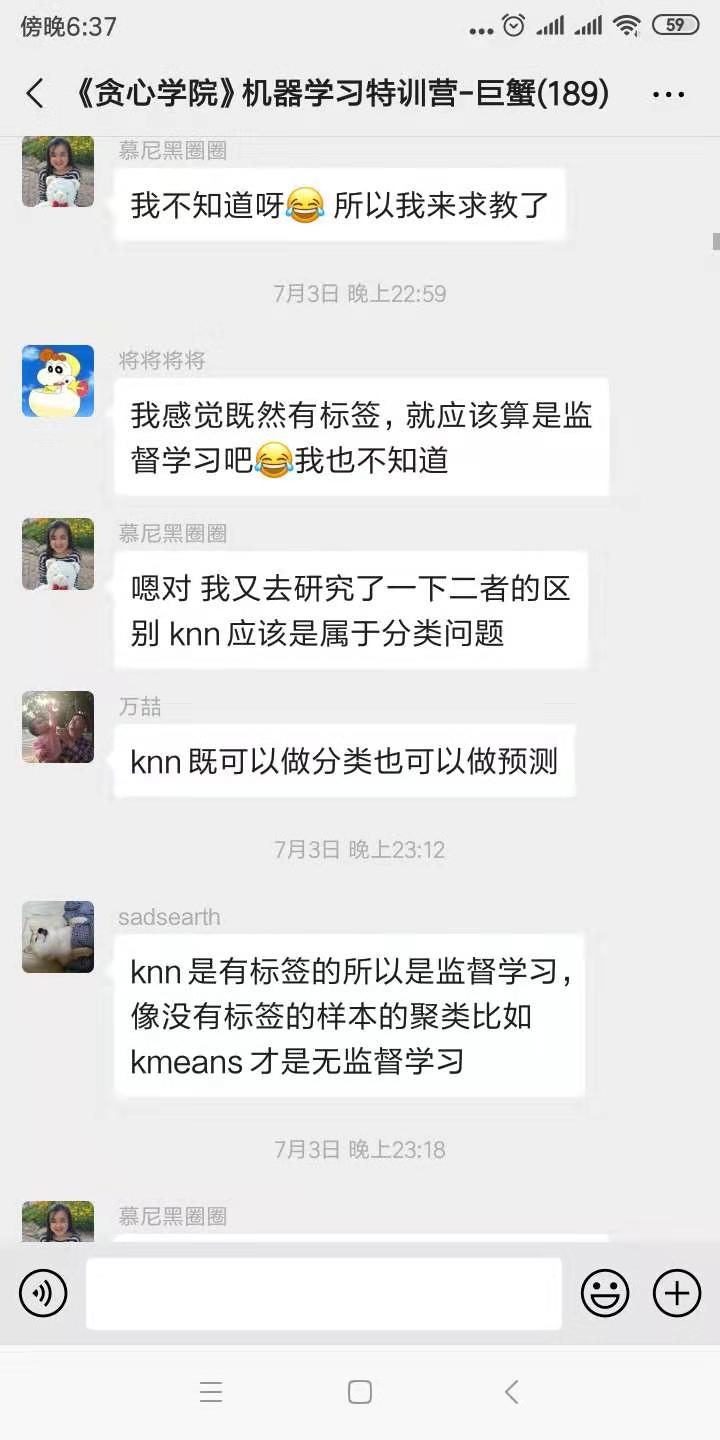 傍晚6:37
59
《贪心学院》机器学习特训营-巨蟹(189)
慕尼黑圈圈
我不知道呀😂 所以我来求教了
7月3日 晚上22:59
将将将将
我感觉既然有标签，就应该算是监
督学习吧😂我也不知道
慕尼黑圈圈
嗯对 我又去研究了一下二者的区
别 knn 应该是属于分类问题
万喆
knn 既可以做分类也可以做预测
7月3日 晚上23:12
sadsearth
knn 是有标签的所以是监督学习，
像没有标签的样本的聚类比如
kmeans 才是无监督学习
7月3日 晚上23:18
慕尼黑圈圈